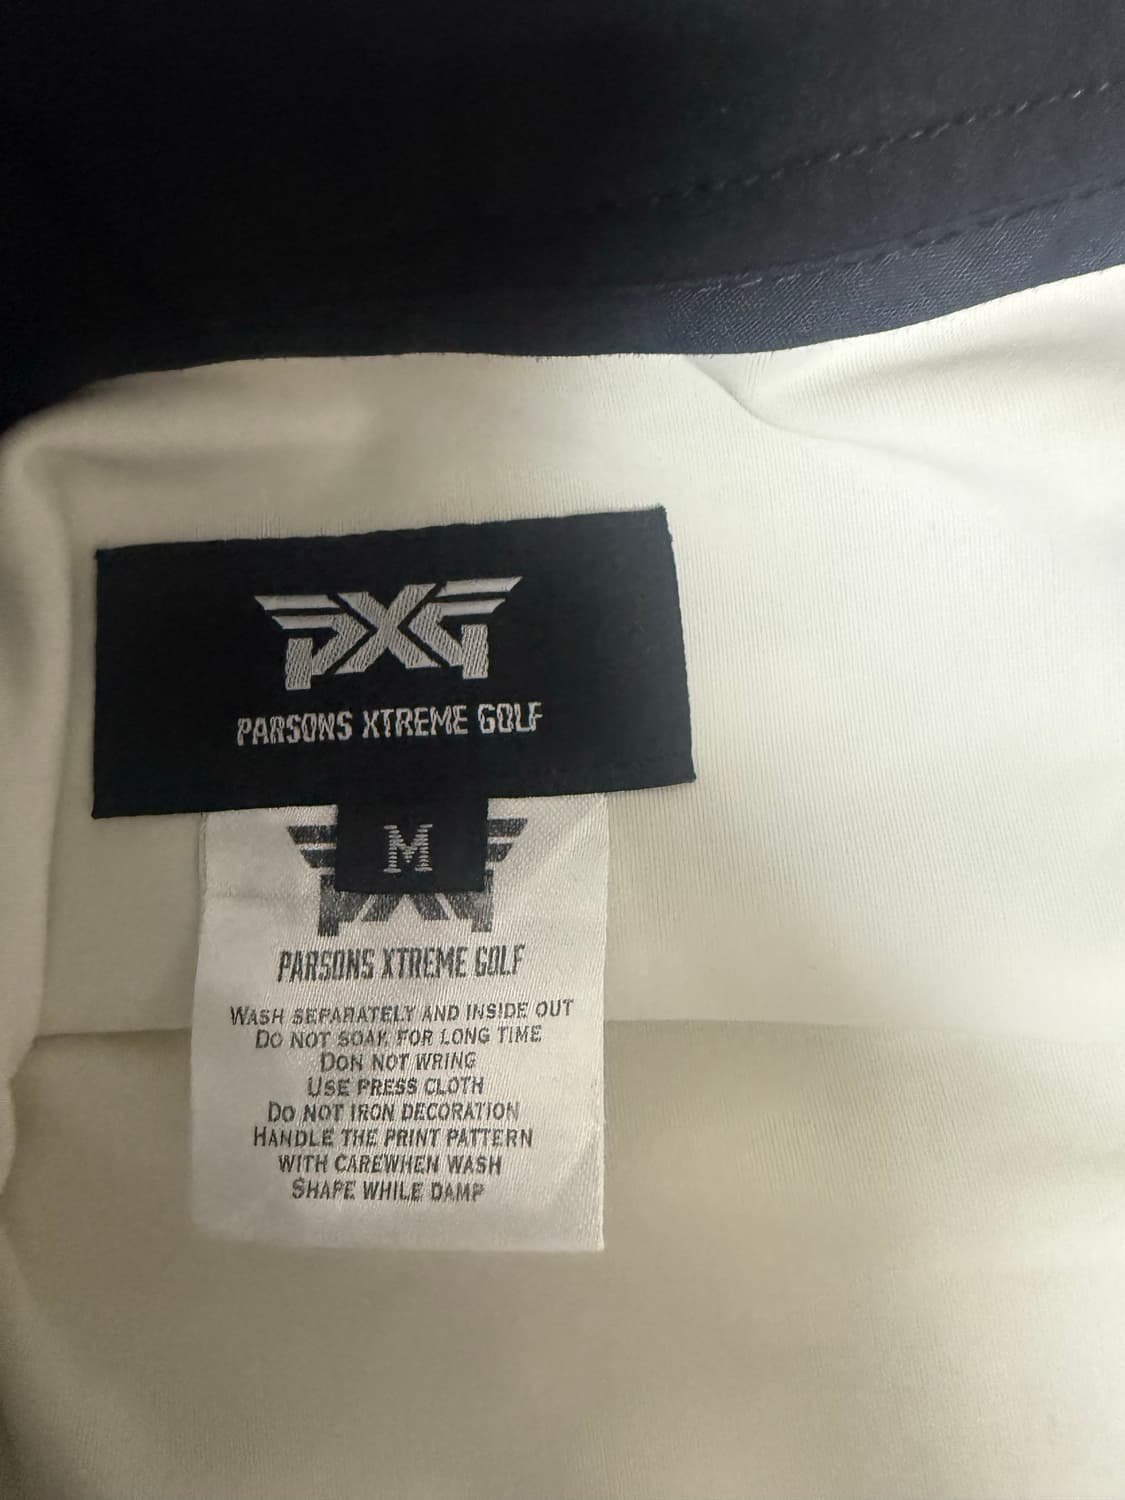 PXG
PARSONS XTREME GOLF
M
PARSONS XTREME GOLF
WASH SEPARATELY AND INSIDE OUT
DO NOT SOAK FOR LONG TIME
DON NOT WRING
USE PRESS CLOTH
DO NOT IRON DECORATION
HANDLE THE PRINT PATTERN
WITH CAREWHEN WASH
SHAPE WHILE DAMP